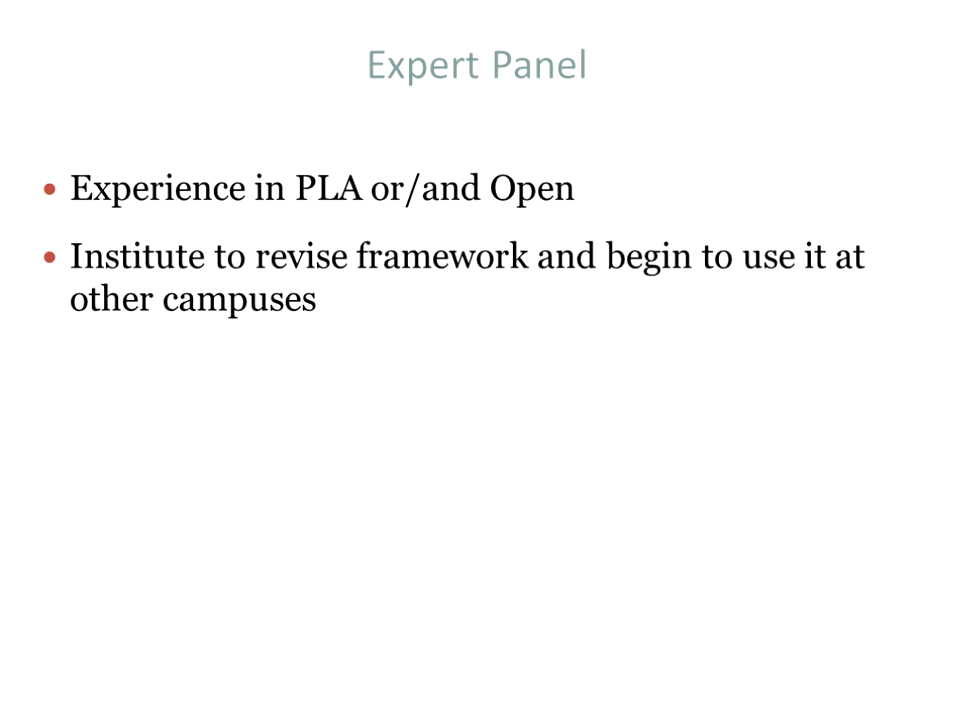 Expert Panel
• Experience in PLA or/and Open
• Institute to revise framework and begin to use it at
other campuses